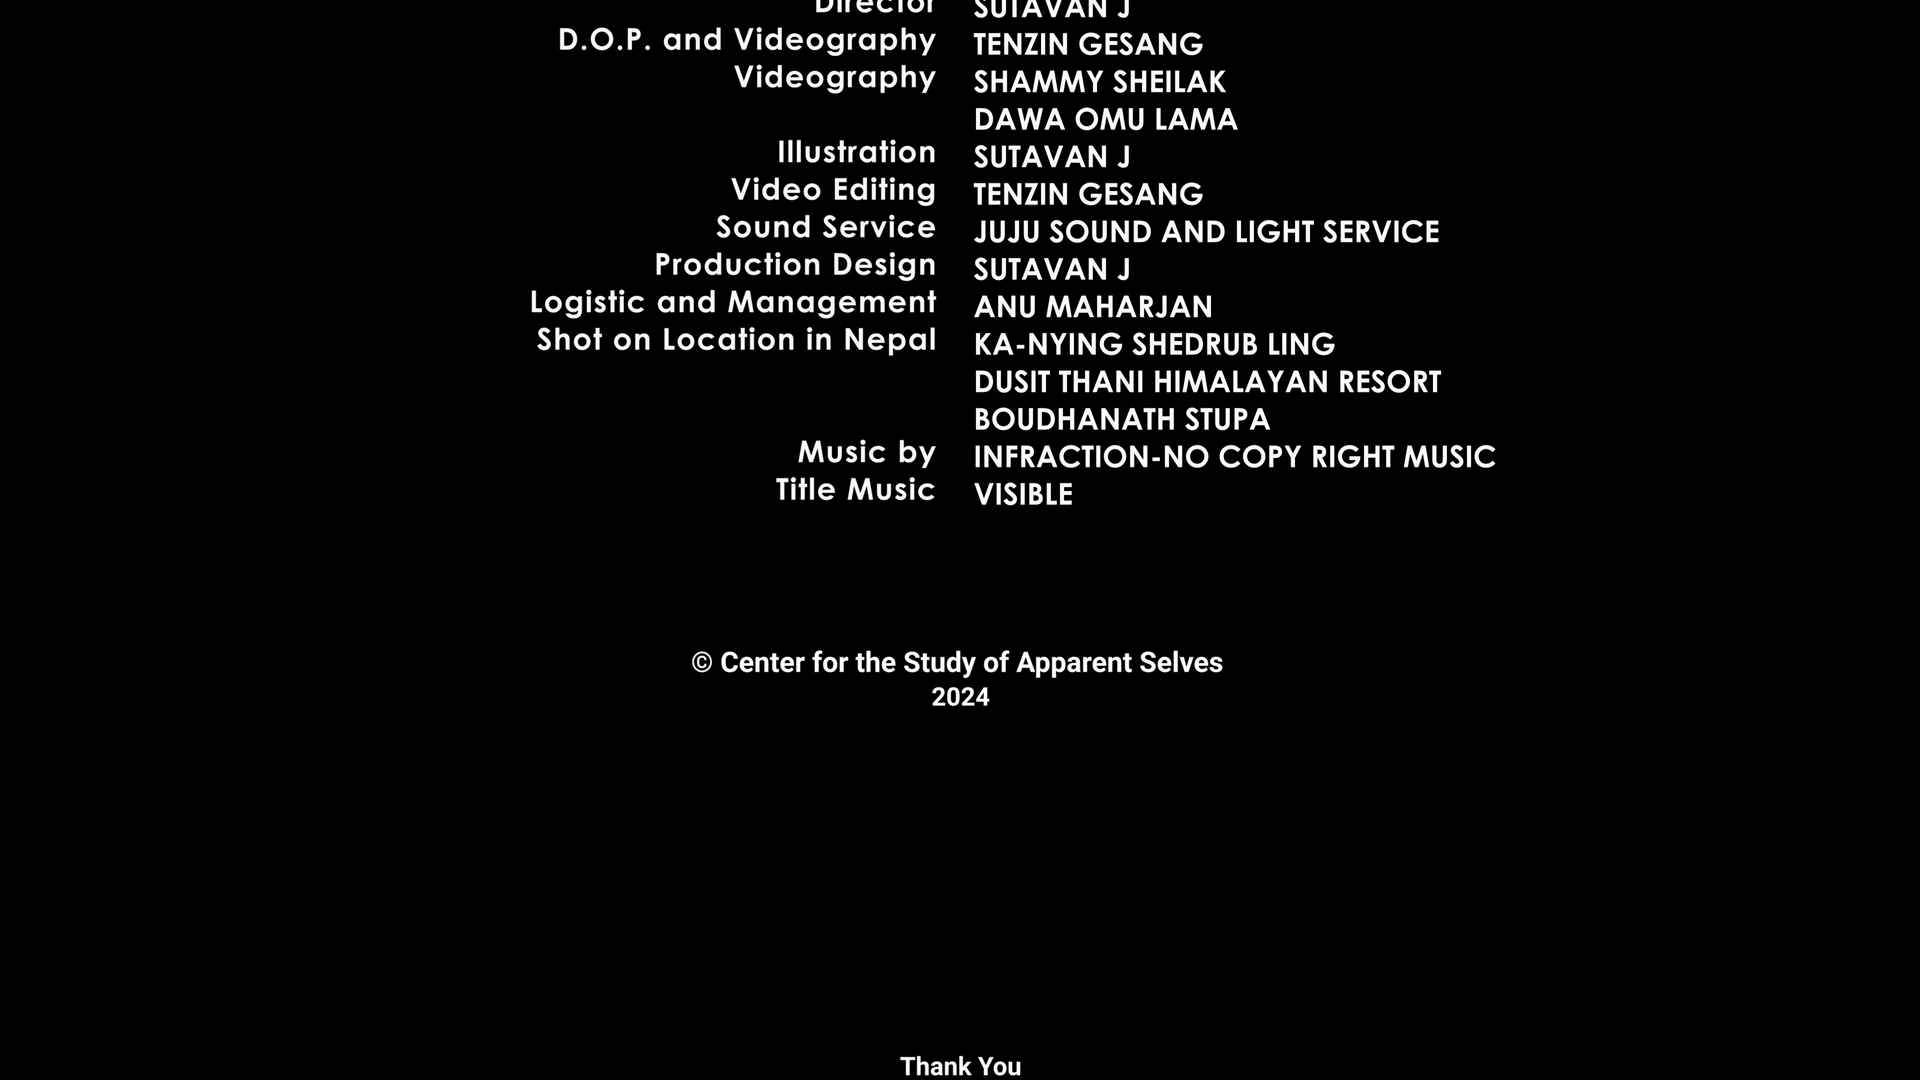 Director SUTAVAN J
D.O.P. and Videography TENZIN GESANG
Videography SHAMMY SHEILAK
DAWA OMU LAMA
Illustration SUTAVAN J
Video Editing TENZIN GESANG
Sound Service JUJU SOUND AND LIGHT SERVICE
Production Design SUTAVAN J
Logistic and Management ANU MAHARJAN
Shot on Location in Nepal KA-NYING SHEDRUB LING
DUSIT THANI HIMALAYAN RESORT
BOUDHANATH STUPA
Music by INFRACTION-NO COPY RIGHT MUSIC
Title Music VISIBLE
© Center for the Study of Apparent Selves
2024
Thank You